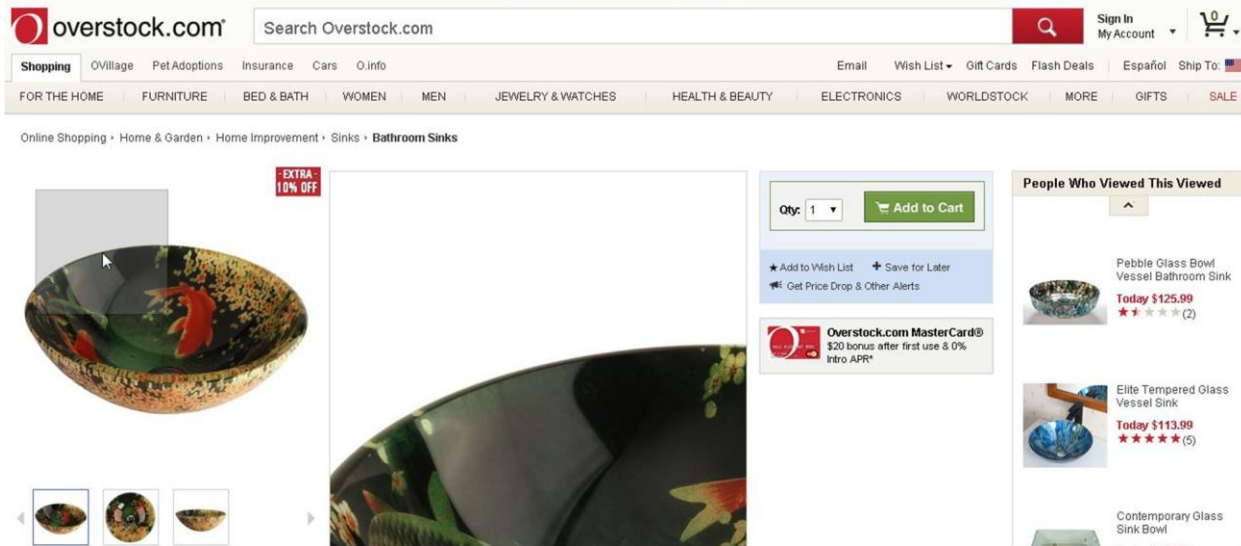 overstock.com
Search Overstock.com
Sign In
My Account
0
Shopping OVillage Pet Adoptions Insurance Cars O.info
Email Wish List Gift Cards Flash Deals Español Ship To:
FOR THE HOME FURNITURE BED & BATH WOMEN MEN JEWELRY & WATCHES HEALTH & BEAUTY ELECTRONICS WORLDSTOCK MORE GIFTS SALE
Online Shopping › Home & Garden › Home Improvement › Sinks › Bathroom Sinks
-EXTRA-
10% OFF
Qty: 1 Add to Cart
Add to Wish List Save for Later
Get Price Drop & Other Alerts
Overstock.com MasterCard®
$20 bonus after first use & 0%
Intro APR*
People Who Viewed This Viewed
Pebble Glass Bowl
Vessel Bathroom Sink
Today $125.99
(2)
Elite Tempered Glass
Vessel Sink
Today $113.99
(5)
Contemporary Glass
Sink Bowl